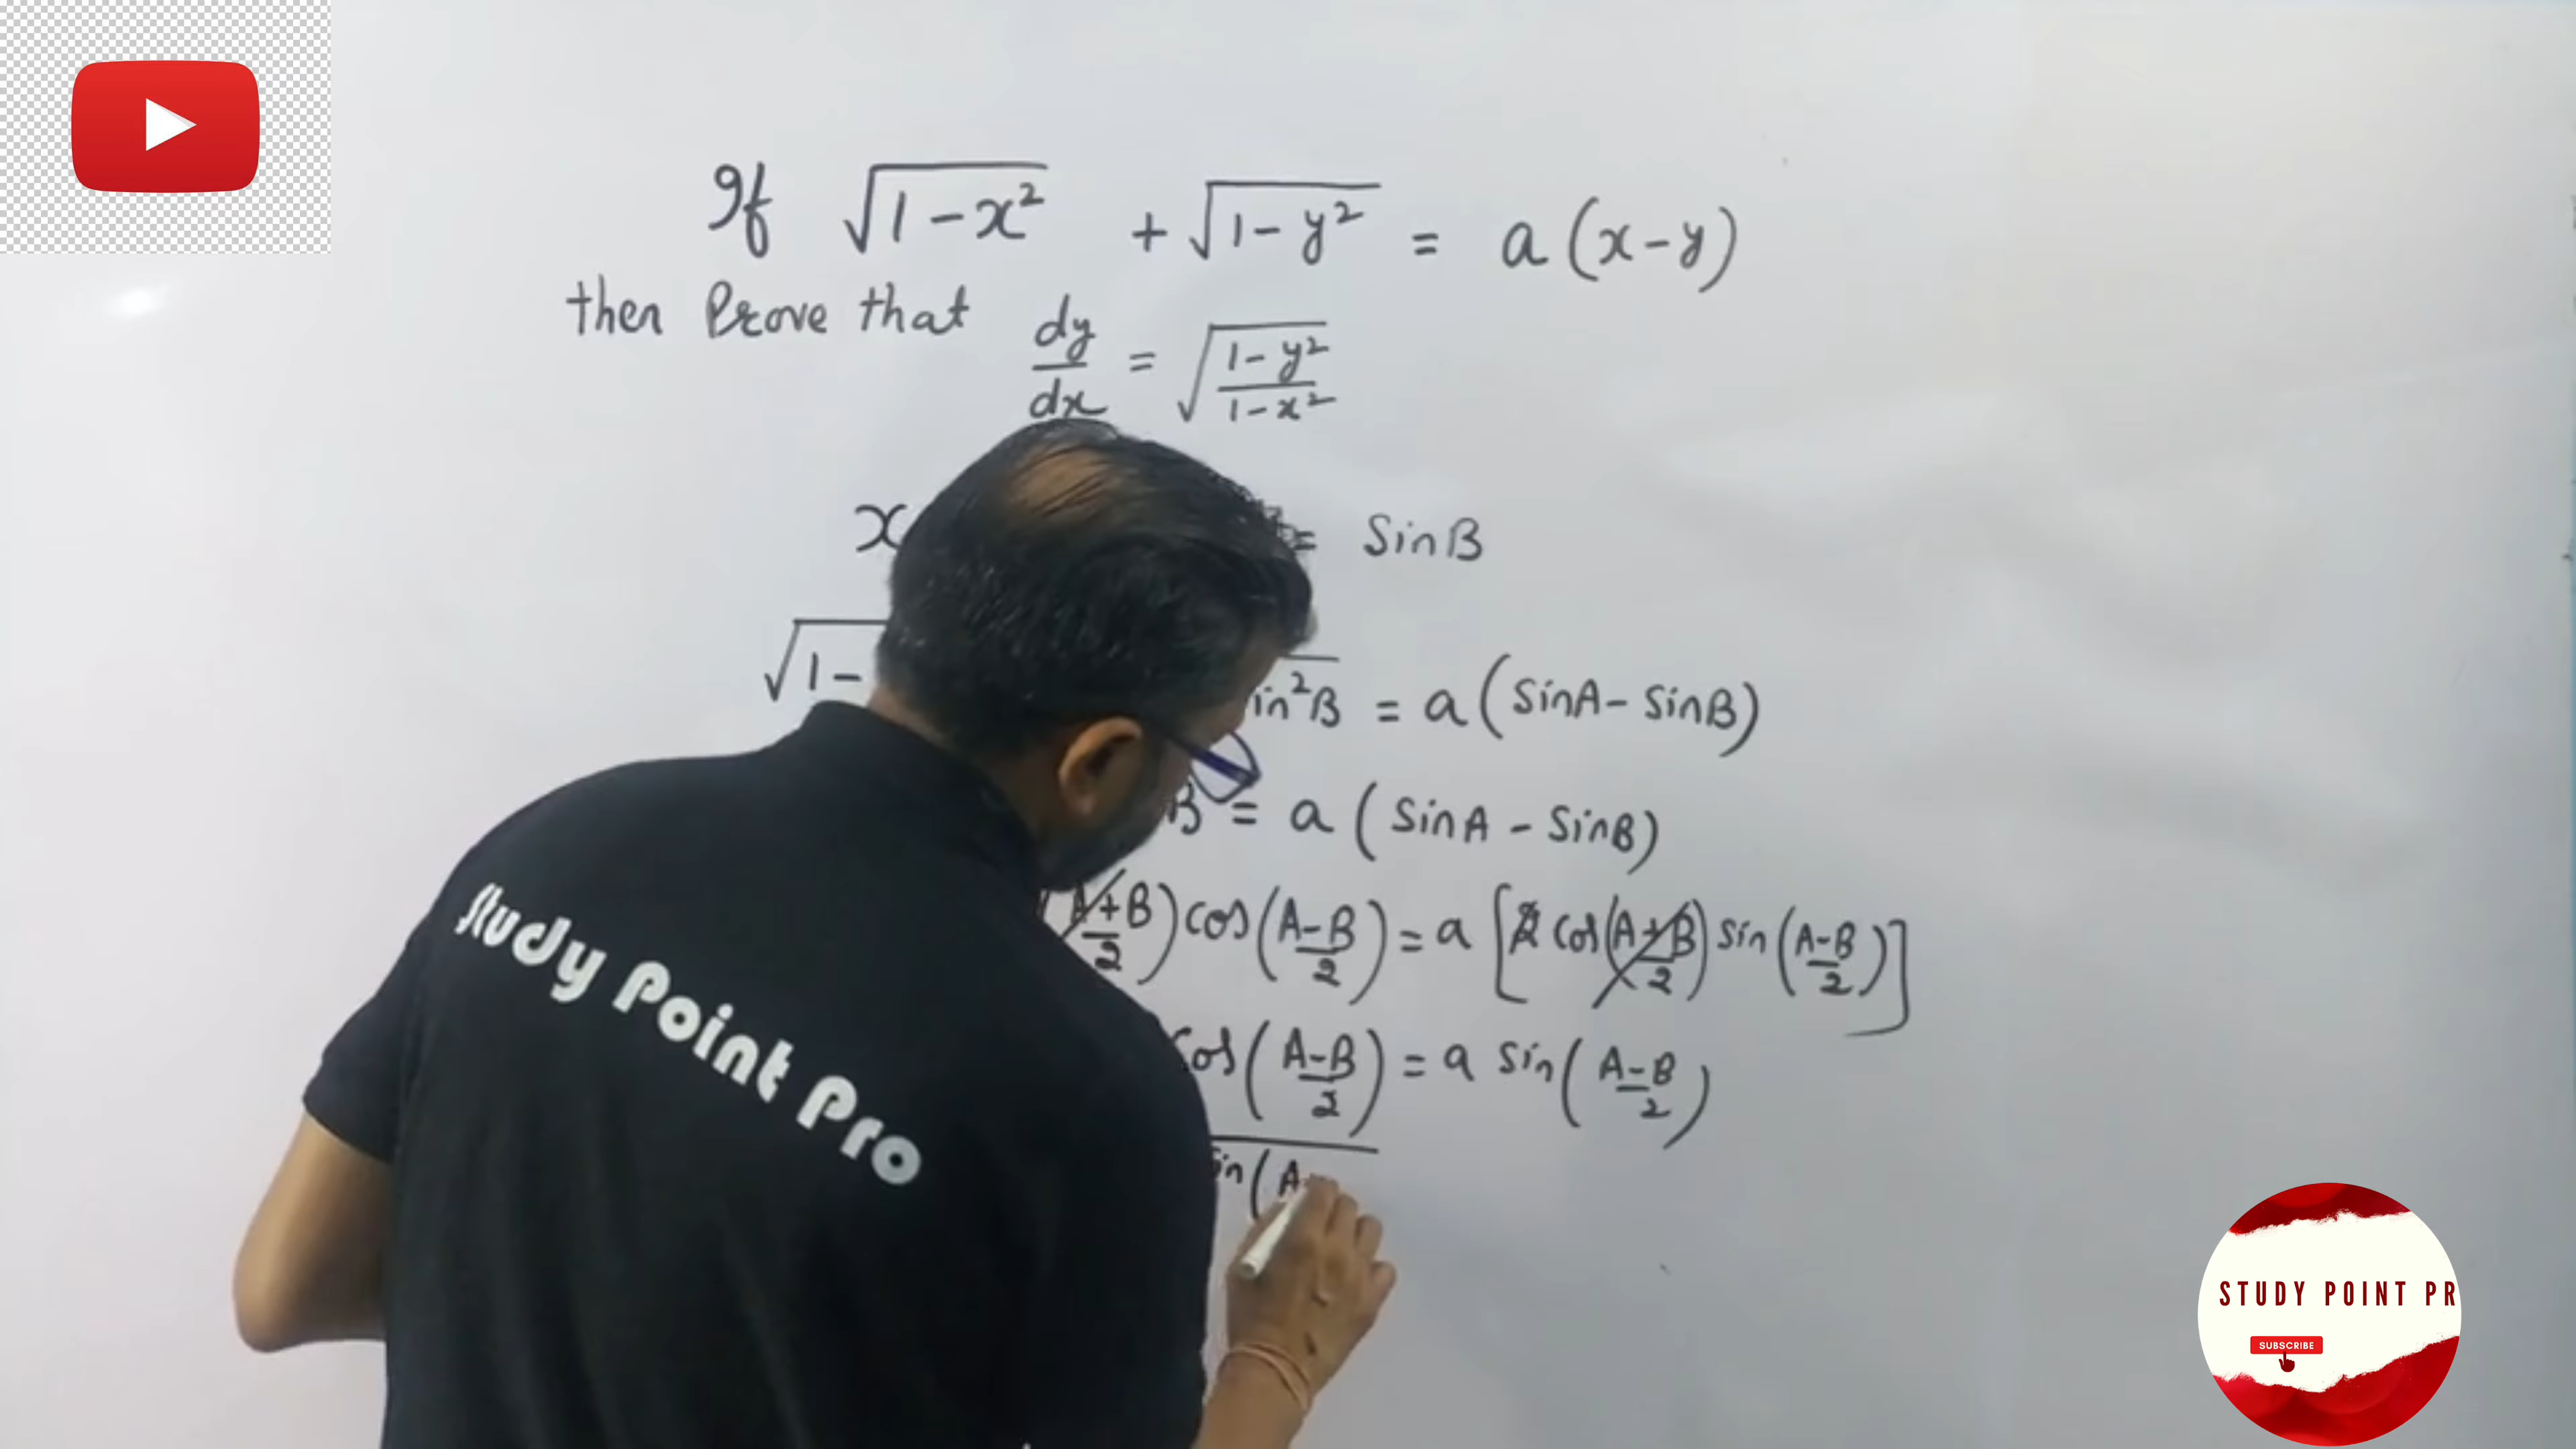 If √(1-x²) + √(1-y²) = a(x-y)
then Prove that dy/dx = √((1-y²)/(1-x²))
x = SinB
√1- in²B = a(SinA-SinB)
B = a(SinA-SinB)
(A+B/2)cos(A-B/2)=a[2 cos(A+B/2)sin(A-B/2)]
cos(A-B/2)=a sin(A-B/2)
in(A-
Study Point Pro
STUDY POINT PR
SUBSCRIBE